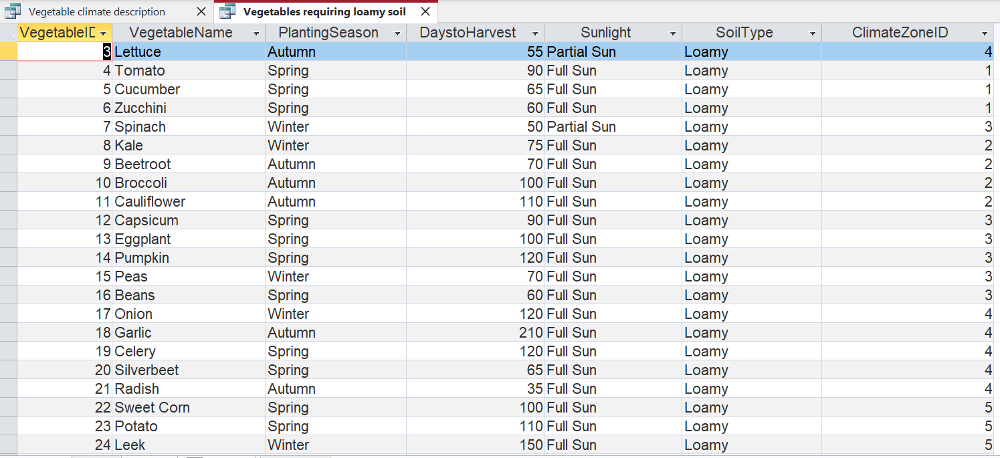 Vegetable climate description Vegetables requiring loamy soil
VegetableID VegetableName PlantingSeason DaystoHarvest Sunlight SoilType ClimateZoneID
3 Lettuce Autumn 55 Partial Sun Loamy 4
4 Tomato Spring 90 Full Sun Loamy 1
5 Cucumber Spring 65 Full Sun Loamy 1
6 Zucchini Spring 60 Full Sun Loamy 1
7 Spinach Winter 50 Partial Sun Loamy 3
8 Kale Winter 75 Full Sun Loamy 2
9 Beetroot Autumn 70 Full Sun Loamy 2
10 Broccoli Autumn 100 Full Sun Loamy 2
11 Cauliflower Autumn 110 Full Sun Loamy 2
12 Capsicum Spring 90 Full Sun Loamy 3
13 Eggplant Spring 100 Full Sun Loamy 3
14 Pumpkin Spring 120 Full Sun Loamy 3
15 Peas Winter 70 Full Sun Loamy 3
16 Beans Spring 60 Full Sun Loamy 3
17 Onion Winter 120 Full Sun Loamy 4
18 Garlic Autumn 210 Full Sun Loamy 4
19 Celery Spring 120 Full Sun Loamy 4
20 Silverbeet Spring 65 Full Sun Loamy 4
21 Radish Autumn 35 Full Sun Loamy 4
22 Sweet Corn Spring 100 Full Sun Loamy 5
23 Potato Spring 110 Full Sun Loamy 5
24 Leek Winter 150 Full Sun Loamy 5